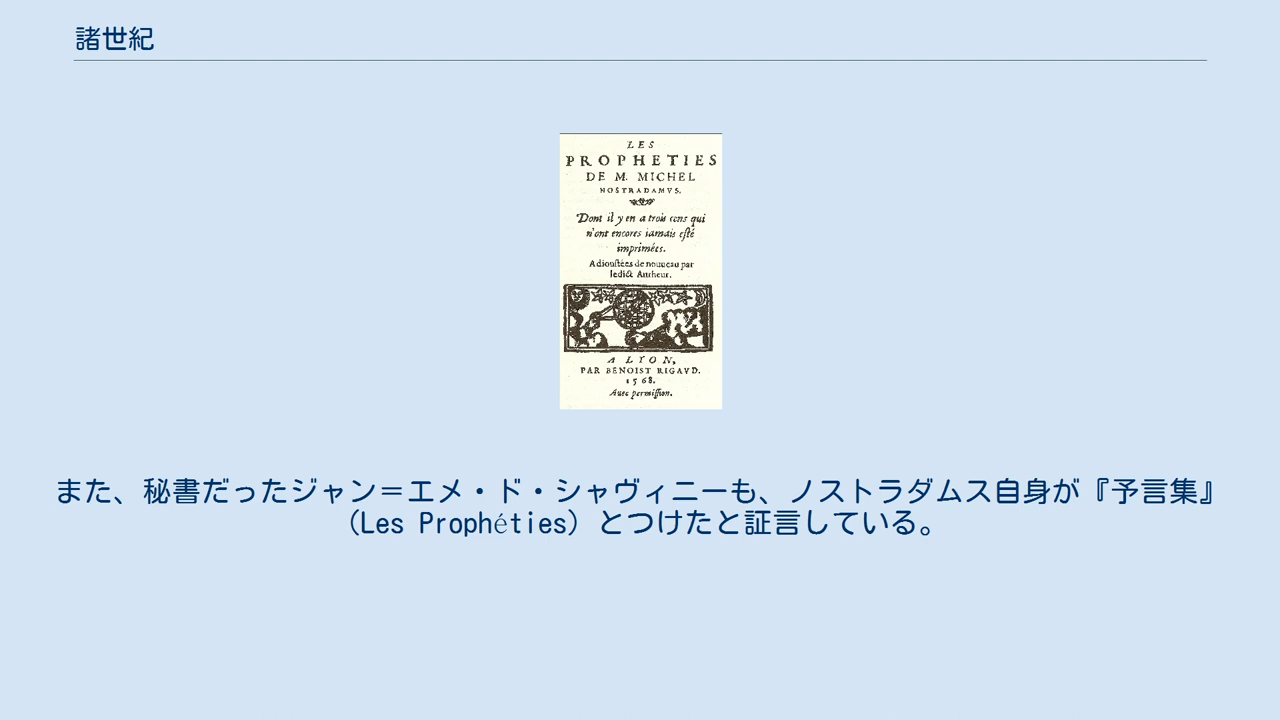 諸世紀
LES
PROPHETIES
DE M. MICHEL
NOSTRADAMVS.
Dont il y en a trois cens qui
n'ont encores iamais esté
imprimées.
Adioustées de nouueau par
ledict Autheur.
A LYON,
PAR BENOIST RIGAVD.
1568.
Auec permission.
また、秘書だったジャン＝エメ・ド・シャヴィニーも、ノストラダムス自身が『予言集』
（Les Prophéties）とつけたと証言している。